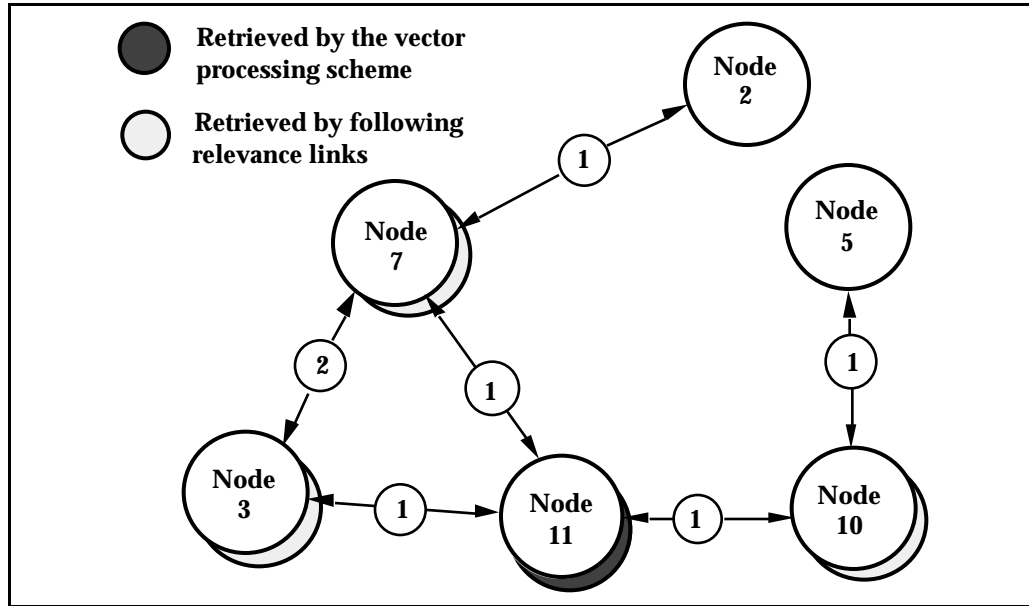 Retrieved by the vector
processing scheme
Retrieved by following
relevance links
Node
2
1
Node
7
Node
5
2
1
1
Node
3
1
Node
11
1
Node
10